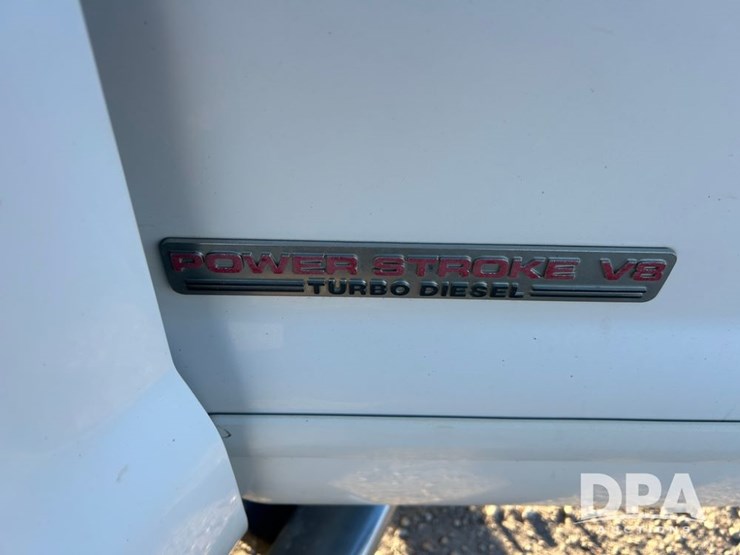 POWER STROKE V8
TURBO DIESEL
DPA